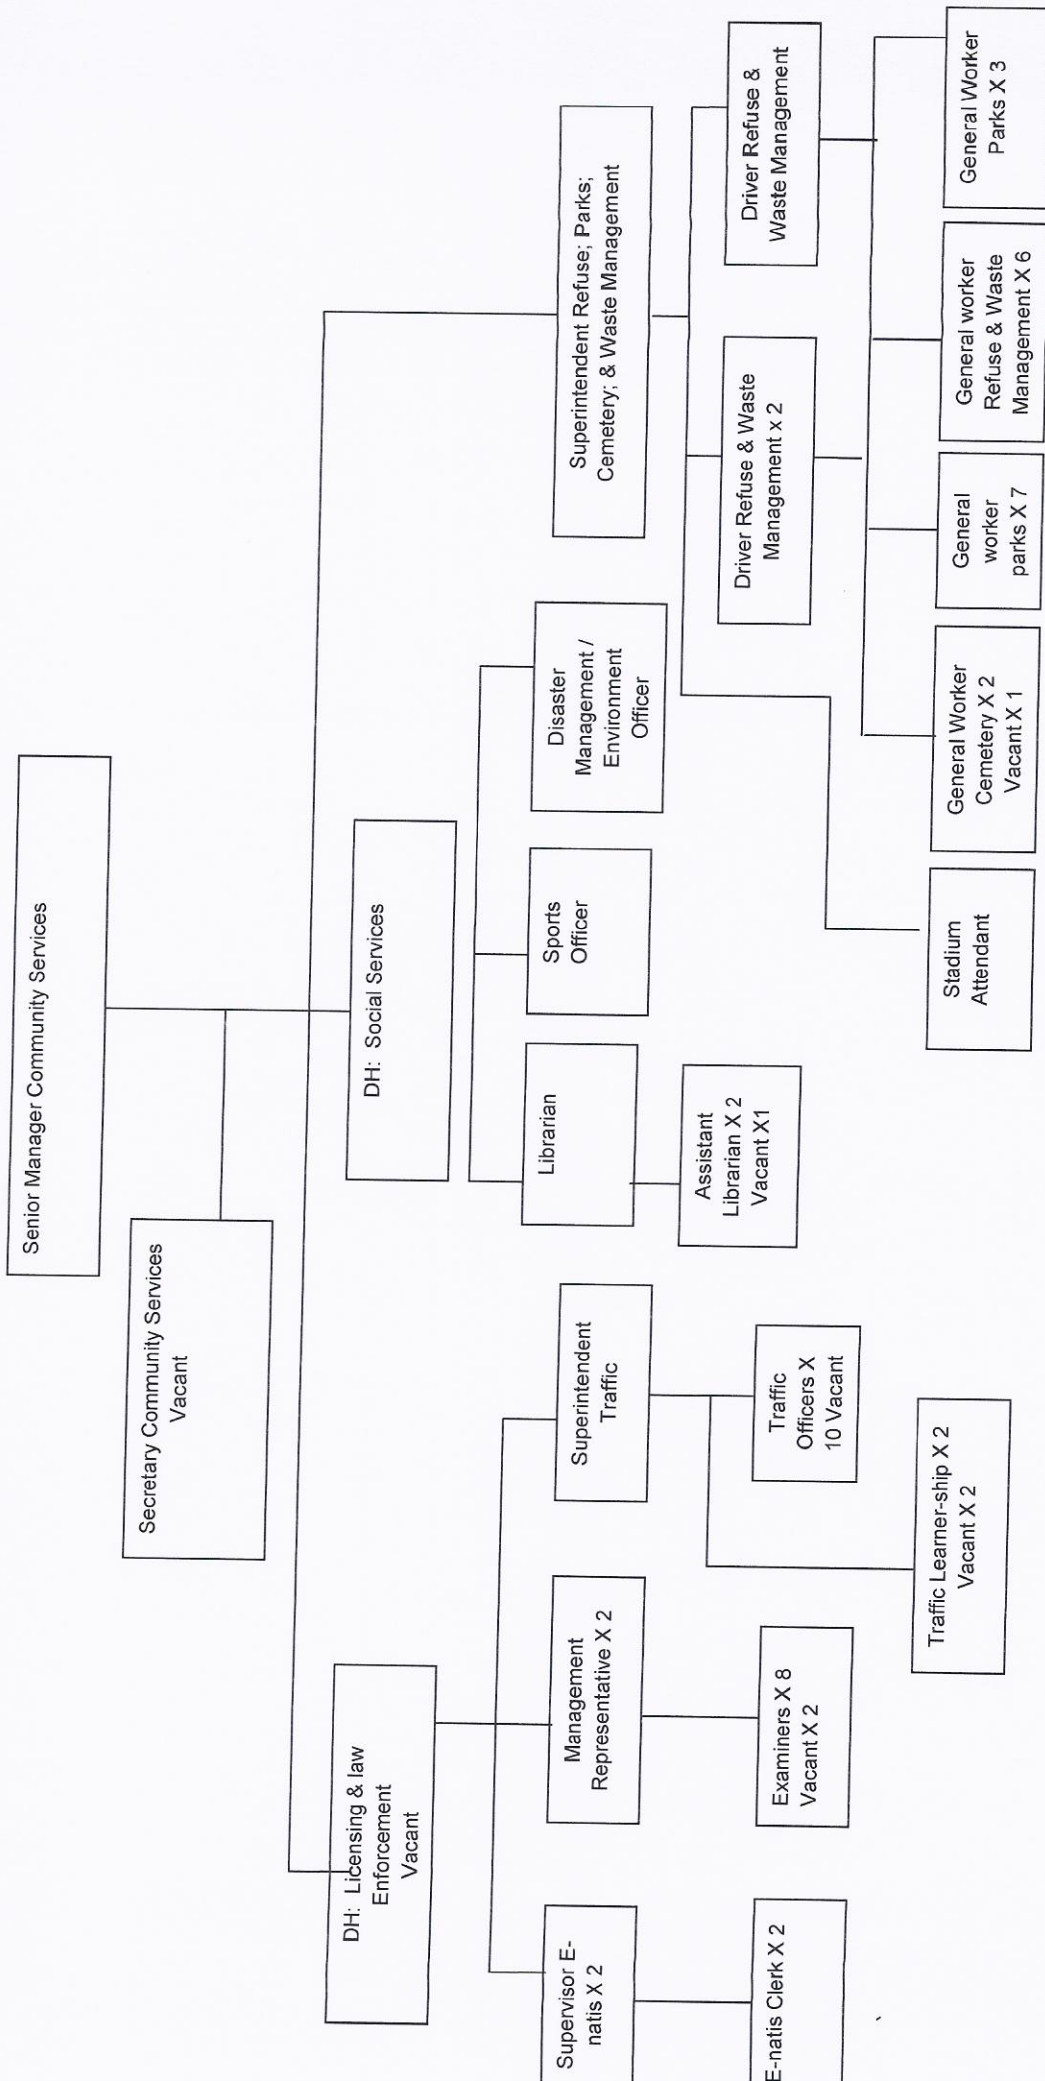 Senior Manager Community Services
Secretary Community Services
Vacant
DH: Licensing & law
Enforcement
Vacant
DH: Social Services
Supervisor E-
natis X 2
Management
Representative X 2
Superintendent
Traffic
Librarian
Sports
Officer
Disaster
Management /
Environment
Officer
Superintendent Refuse; Parks;
Cemetery; & Waste Management
E-natis Clerk X 2
Examiners X 8
Vacant X 2
Traffic
Officers X
10 Vacant
Assistant
Librarian X 2
Vacant X1
Driver Refuse & Waste
Management x 2
Driver Refuse &
Waste Management
Traffic Learner-ship X 2
Vacant X 2
Stadium
Attendant
General Worker
Cemetery X 2
Vacant X 1
General
worker
parks X 7
General worker
Refuse & Waste
Management X 6
General Worker
Parks X 3